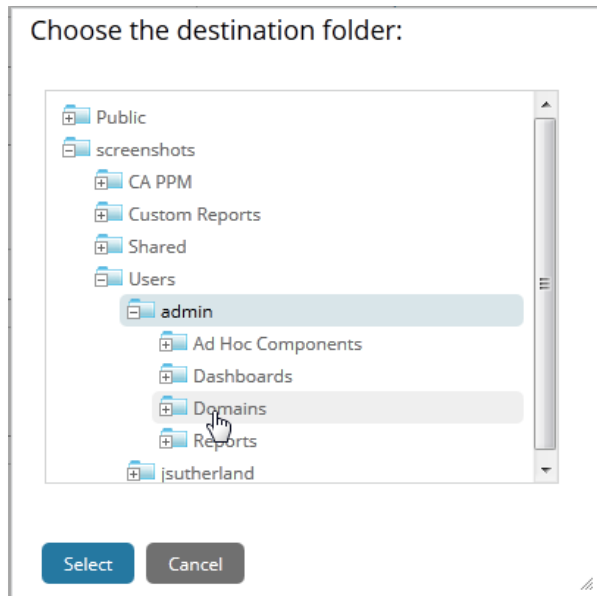 Choose the destination folder:
Public
screenshots
CA PPM
Custom Reports
Shared
Users
admin
Ad Hoc Components
Dashboards
Domains
Reports
jsutherland
Select Cancel